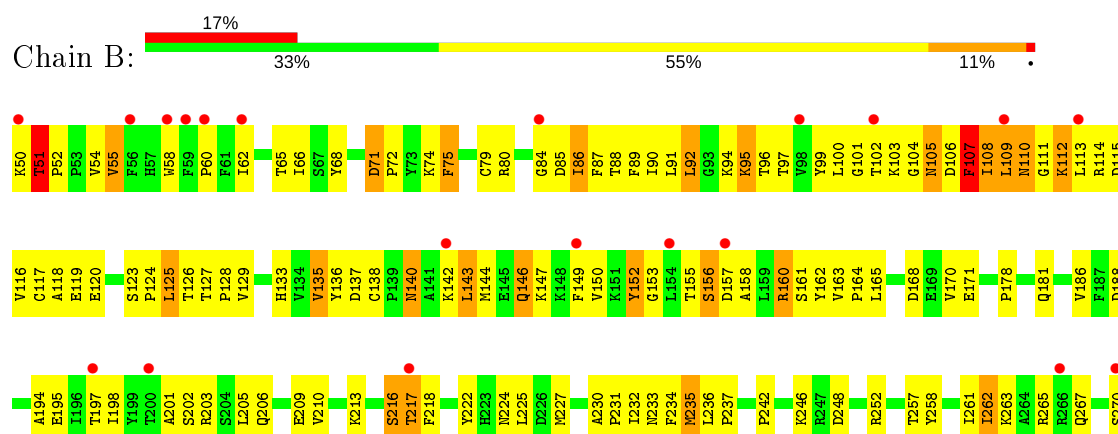 17%
Chain B:
33% 55% 11% •
K50 T51 P52 P53 V54 V55 F56 H57 W58 F59 P60 F61 I62 T65 I66 S67 Y68 D71 P72 Y73 K74 F75 C79 R80 G84 D85 I86 F87 T88 F89 I90 L91 L92 G93 K94 K95 T96 T97 V98 Y99 L100 G101 T102 K103 G104 N105 D106 F107 I108 L109 N110 G111 K112 L113 R114 D115
V116 C117 A118 E119 E120 S123 P124 L125 T126 T127 P128 V129 H133 V134 V135 Y136 D137 C138 P139 N140 A141 K142 L143 M144 E145 Q146 K147 K148 F149 V150 K151 Y152 G153 L154 T155 S156 D157 A158 L159 R160 S161 Y162 V163 P164 L165 D168 E169 V170 E171 P178 Q181 V186 F187 D188
A194 E195 I196 T197 I198 Y199 T200 A201 S202 R203 S204 L205 Q206 E209 V210 K213 S216 T217 F218 Y222 H223 N224 L225 D226 M227 A230 P231 I232 N233 F234 M235 L236 P237 P242 K246 R247 D248 R252 T257 Y258 I261 I262 K263 A264 R265 R266 Q267